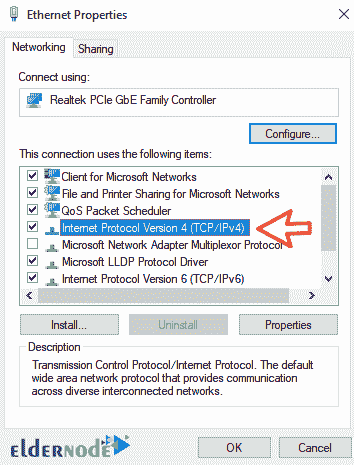 Ethernet Properties
Networking
Sharing
Connect using:
Realtek PCIe GbE Family Controller
Configure...
This connection uses the following items:
Client for Microsoft Networks
File and Printer Sharing for Microsoft Networks
QoS Packet Scheduler
Internet Protocol Version 4 (TCP/IPv4)
Microsoft Network Adapter Multiplexor Protocol
Microsoft LLDP Protocol Driver
Internet Protocol Version 6 (TCP/IPv6)
Install...
Uninstall
Properties
Description
Transmission Control Protocol/Internet Protocol. The default
wide area network protocol that provides communication
across diverse interconnected networks.
eldernode
OK
Cancel